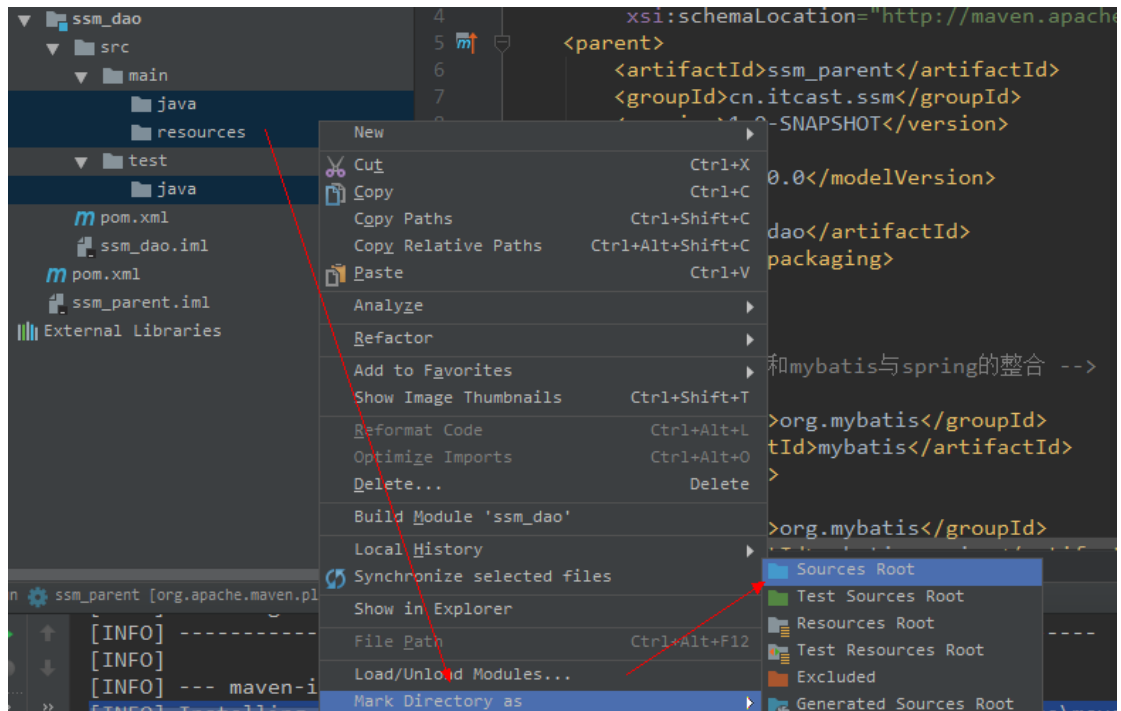 ssm_dao
src
main
java
resources
test
java
pom.xml
ssm_dao.iml
pom.xml
ssm_parent.iml
External Libraries
4 xsi:schemaLocation="http://maven.apache
5 <parent>
6 <artifactId>ssm_parent</artifactId>
7 <groupId>cn.itcast.ssm</groupId>
-SNAPSHOT</version>
0.0</modelVersion>
dao</artifactId>
packaging>
和mybatis与spring的整合 -->
>org.mybatis</groupId>
tId>mybatis</artifactId>
>
>org.mybatis</groupId>
New
Cut Ctrl+X
Copy Ctrl+C
Copy Paths Ctrl+Shift+C
Copy Relative Paths Ctrl+Alt+Shift+C
Paste Ctrl+V
Analyze
Refactor
Add to Favorites
Show Image Thumbnails Ctrl+Shift+T
Reformat Code Ctrl+Alt+L
Optimize Imports Ctrl+Alt+O
Delete... Delete
Build Module 'ssm_dao'
Local History
Synchronize selected files
Show in Explorer
File Path Ctrl+Alt+F12
Load/Unload Modules...
Mark Directory as
Sources Root
Test Sources Root
Resources Root
Test Resources Root
Excluded
Generated Sources Root
n ssm_parent [org.apache.maven.pl
[INFO] -----------
----
[INFO]
[INFO] --- maven-i